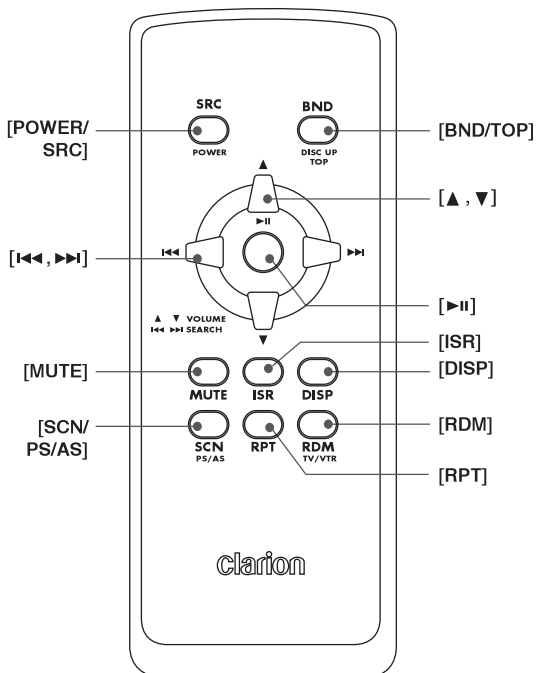 SRC BND
[POWER/
SRC]
[BND/TOP]
POWER DISC UP
TOP
▲
[▲ , ▼]
►II
[I◄◄ , ►►I]
I◄◄ ►►I
[►II]
▲ ▼ VOLUME
I◄◄ ►►I SEARCH
▼
[ISR]
[MUTE]
[DISP]
MUTE ISR DISP
[SCN/
PS/AS]
[RDM]
SCN RPT RDM
PS/AS TV/VTR
[RPT]
clarion